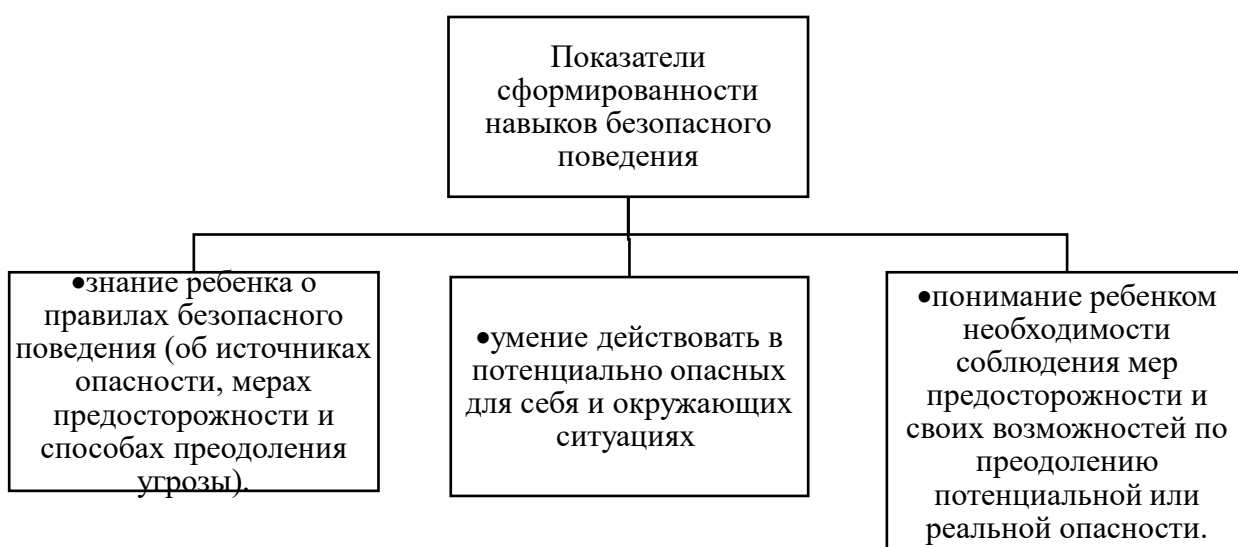 Показатели
сформированности
навыков безопасного
поведения
•знание ребенка о
правилах безопасного
поведения (об источниках
опасности, мерах
предосторожности и
способах преодоления
угрозы).
•умение действовать в
потенциально опасных
для себя и окружающих
ситуациях
•понимание ребенком
необходимости
соблюдения мер
предосторожности и
своих возможностей по
преодолению
потенциальной или
реальной опасности.